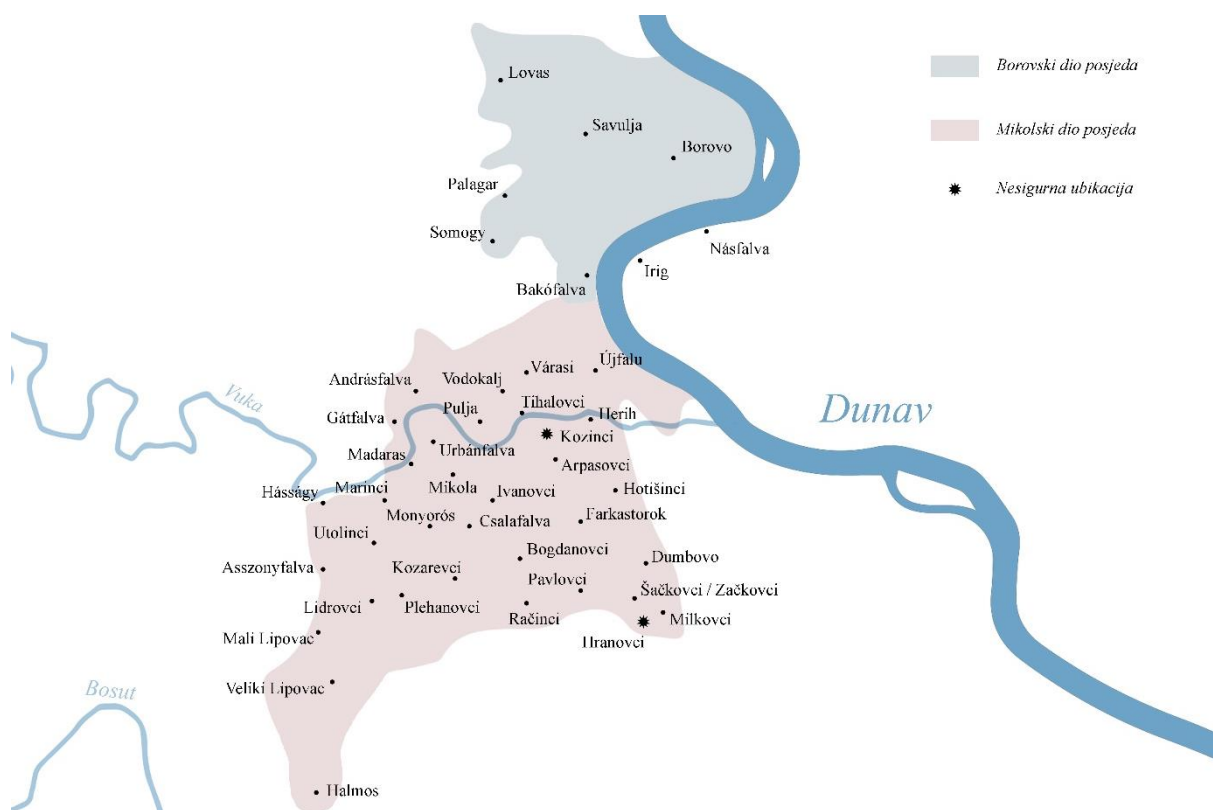 Lovas
Borovski dio posjeda
Savulja
Mikolski dio posjeda
Borovo
Palagar
Nesigurna ubikacija
Somogy
Násfalva
Irig
Bakófalva
Újfalu
Várasi
Andrásfalva
Vodokalj
Vuka
Tihalovci
Dunav
Gátfalva
Pulja
Herih
Kozinci
Urbánfalva
Madaras
Arpasovci
Mikola
Ivanovci
Hotišinci
Hásságy
Marinci
Monyorós
Csalafalva
Farkastorok
Utolinci
Bogdanovci
Dumbovo
Asszonyfalva
Kozarevci
Pavlovci
Šačkovci / Začkovci
Lidrovci
Plehanovci
Račinci
Milkovci
Mali Lipovac
Hranovci
Veliki Lipovac
Bosut
Halmos